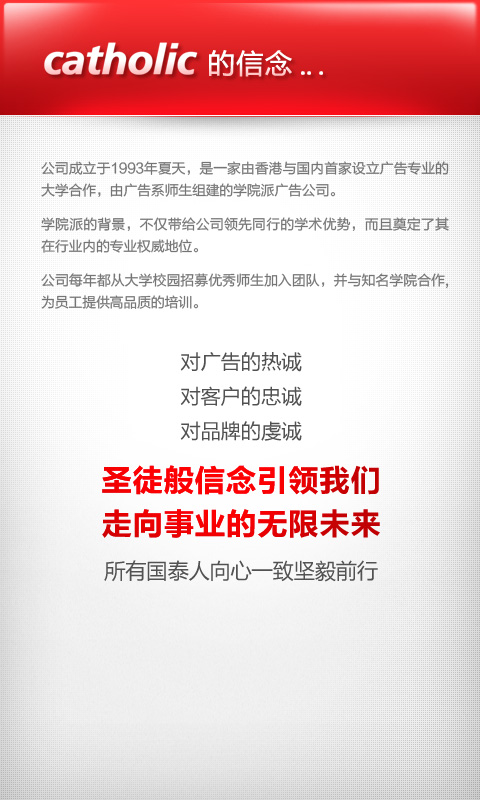 catholic 的信念 ...
公司成立于1993年夏天，是一家由香港与国内首家设立广告专业的
大学合作，由广告系师生组建的学院派广告公司。
学院派的背景，不仅带给公司领先同行的学术优势，而且奠定了其
在行业内的专业权威地位。
公司每年都从大学校园招募优秀师生加入团队，并与知名学院合作,
为员工提供高品质的培训。
对广告的热诚
对客户的忠诚
对品牌的虔诚
圣徒般信念引领我们
走向事业的无限未来
所有国泰人向心一致坚毅前行